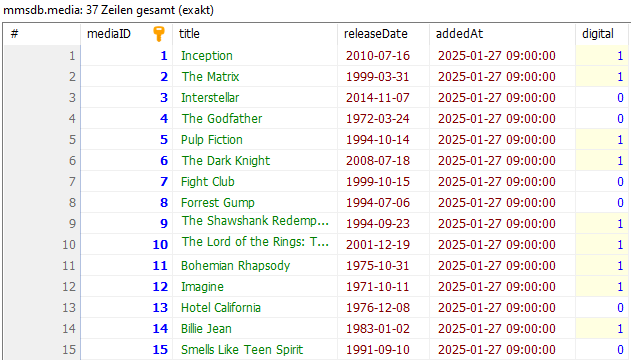 mmsdb.media: 37 Zeilen gesamt (exakt)
# mediaID title releaseDate addedAt digital
1 1 Inception 2010-07-16 2025-01-27 09:00:00 1
2 2 The Matrix 1999-03-31 2025-01-27 09:00:00 1
3 3 Interstellar 2014-11-07 2025-01-27 09:00:00 0
4 4 The Godfather 1972-03-24 2025-01-27 09:00:00 0
5 5 Pulp Fiction 1994-10-14 2025-01-27 09:00:00 1
6 6 The Dark Knight 2008-07-18 2025-01-27 09:00:00 1
7 7 Fight Club 1999-10-15 2025-01-27 09:00:00 0
8 8 Forrest Gump 1994-07-06 2025-01-27 09:00:00 0
9 9 The Shawshank Redemp... 1994-09-23 2025-01-27 09:00:00 1
10 10 The Lord of the Rings: T... 2001-12-19 2025-01-27 09:00:00 1
11 11 Bohemian Rhapsody 1975-10-31 2025-01-27 09:00:00 1
12 12 Imagine 1971-10-11 2025-01-27 09:00:00 1
13 13 Hotel California 1976-12-08 2025-01-27 09:00:00 0
14 14 Billie Jean 1983-01-02 2025-01-27 09:00:00 1
15 15 Smells Like Teen Spirit 1991-09-10 2025-01-27 09:00:00 0